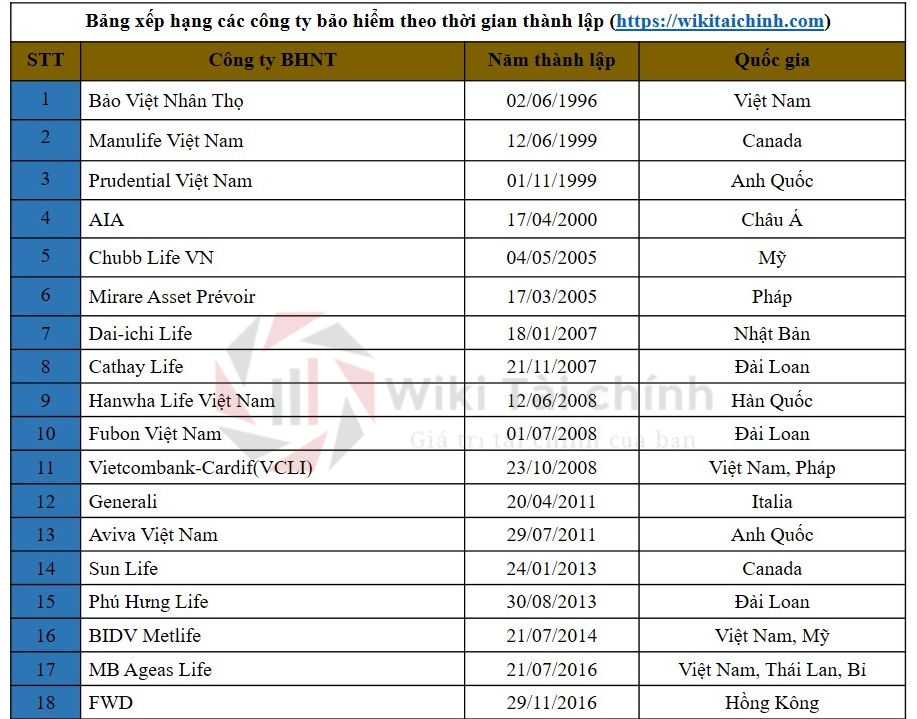 Bảng xếp hạng các công ty bảo hiểm theo thời gian thành lập (https://wikitaichinh.com)
STT Công ty BHNT Năm thành lập Quốc gia
1 Bảo Việt Nhân Thọ 02/06/1996 Việt Nam
2 Manulife Việt Nam 12/06/1999 Canada
3 Prudential Việt Nam 01/11/1999 Anh Quốc
4 AIA 17/04/2000 Châu Á
5 Chubb Life VN 04/05/2005 Mỹ
6 Mirare Asset Prévoir 17/03/2005 Pháp
7 Dai-ichi Life 18/01/2007 Nhật Bản
8 Cathay Life 21/11/2007 Đài Loan
9 Hanwha Life Việt Nam 12/06/2008 Hàn Quốc
10 Fubon Việt Nam 01/07/2008 Đài Loan
11 Vietcombank-Cardif(VCLI) 23/10/2008 Việt Nam, Pháp
12 Generali 20/04/2011 Italia
13 Aviva Việt Nam 29/07/2011 Anh Quốc
14 Sun Life 24/01/2013 Canada
15 Phú Hưng Life 30/08/2013 Đài Loan
16 BIDV Metlife 21/07/2014 Việt Nam, Mỹ
17 MB Ageas Life 21/07/2016 Việt Nam, Thái Lan, Bỉ
18 FWD 29/11/2016 Hồng Kông
Wiki Tài chính
Giá trị tài chính của bạn